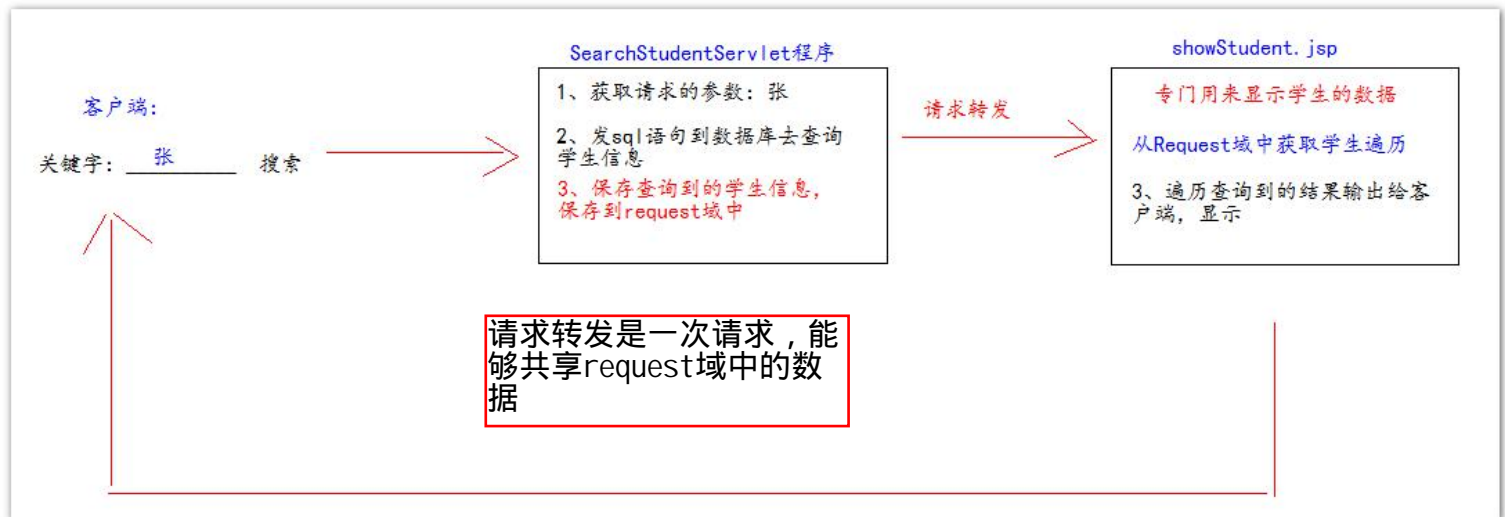 客户端:
关键字: 张 搜索
SearchStudentServlet程序
1、获取请求的参数: 张
2、发sql语句到数据库去查询
学生信息
3、保存查询到的学生信息,
保存到request域中
请求转发
showStudent.jsp
专门用来显示学生的数据
从Request域中获取学生遍历
3、遍历查询到的结果输出给客
户端, 显示
请求转发是一次请求，能
够共享request域中的数
据